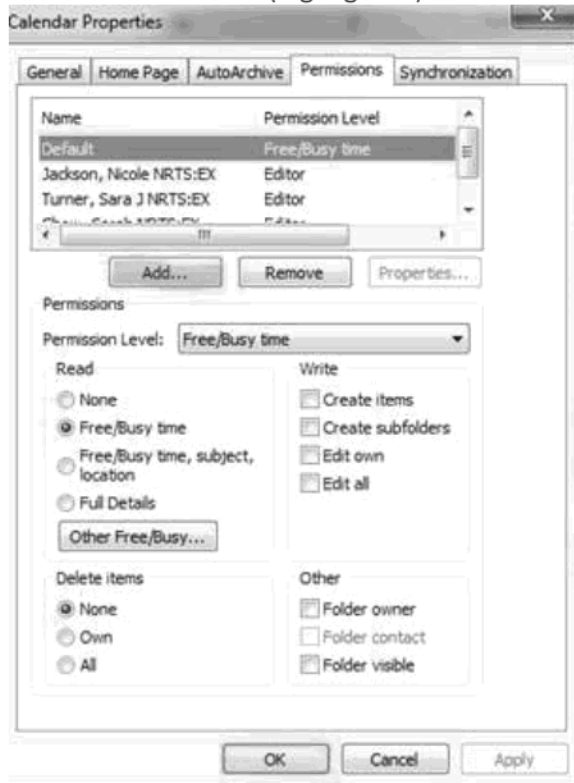 Calendar Properties
General Home Page AutoArchive Permissions Synchronization
Name Permission Level
Default Free/Busy time
Jackson, Nicole NRTS:EX Editor
Turner, Sara J NRTS:EX Editor
Add... Remove Properties...
Permissions
Permission Level: Free/Busy time
Read Write
None Create items
Free/Busy time Create subfolders
Free/Busy time, subject, location Edit own
Full Details Edit all
Other Free/Busy...
Delete items Other
None Folder owner
Own Folder contact
All Folder visible
OK Cancel Apply